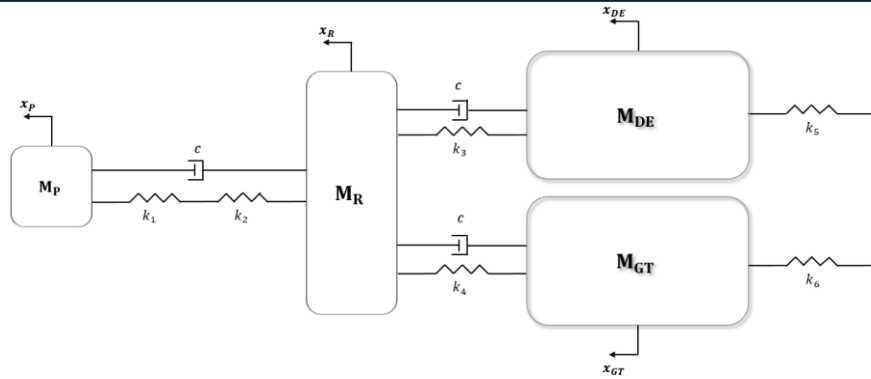 x_P
M_P
c
k_1
k_2
x_R
M_R
c
k_3
c
k_4
x_DE
M_DE
k_5
M_GT
x_GT
k_6